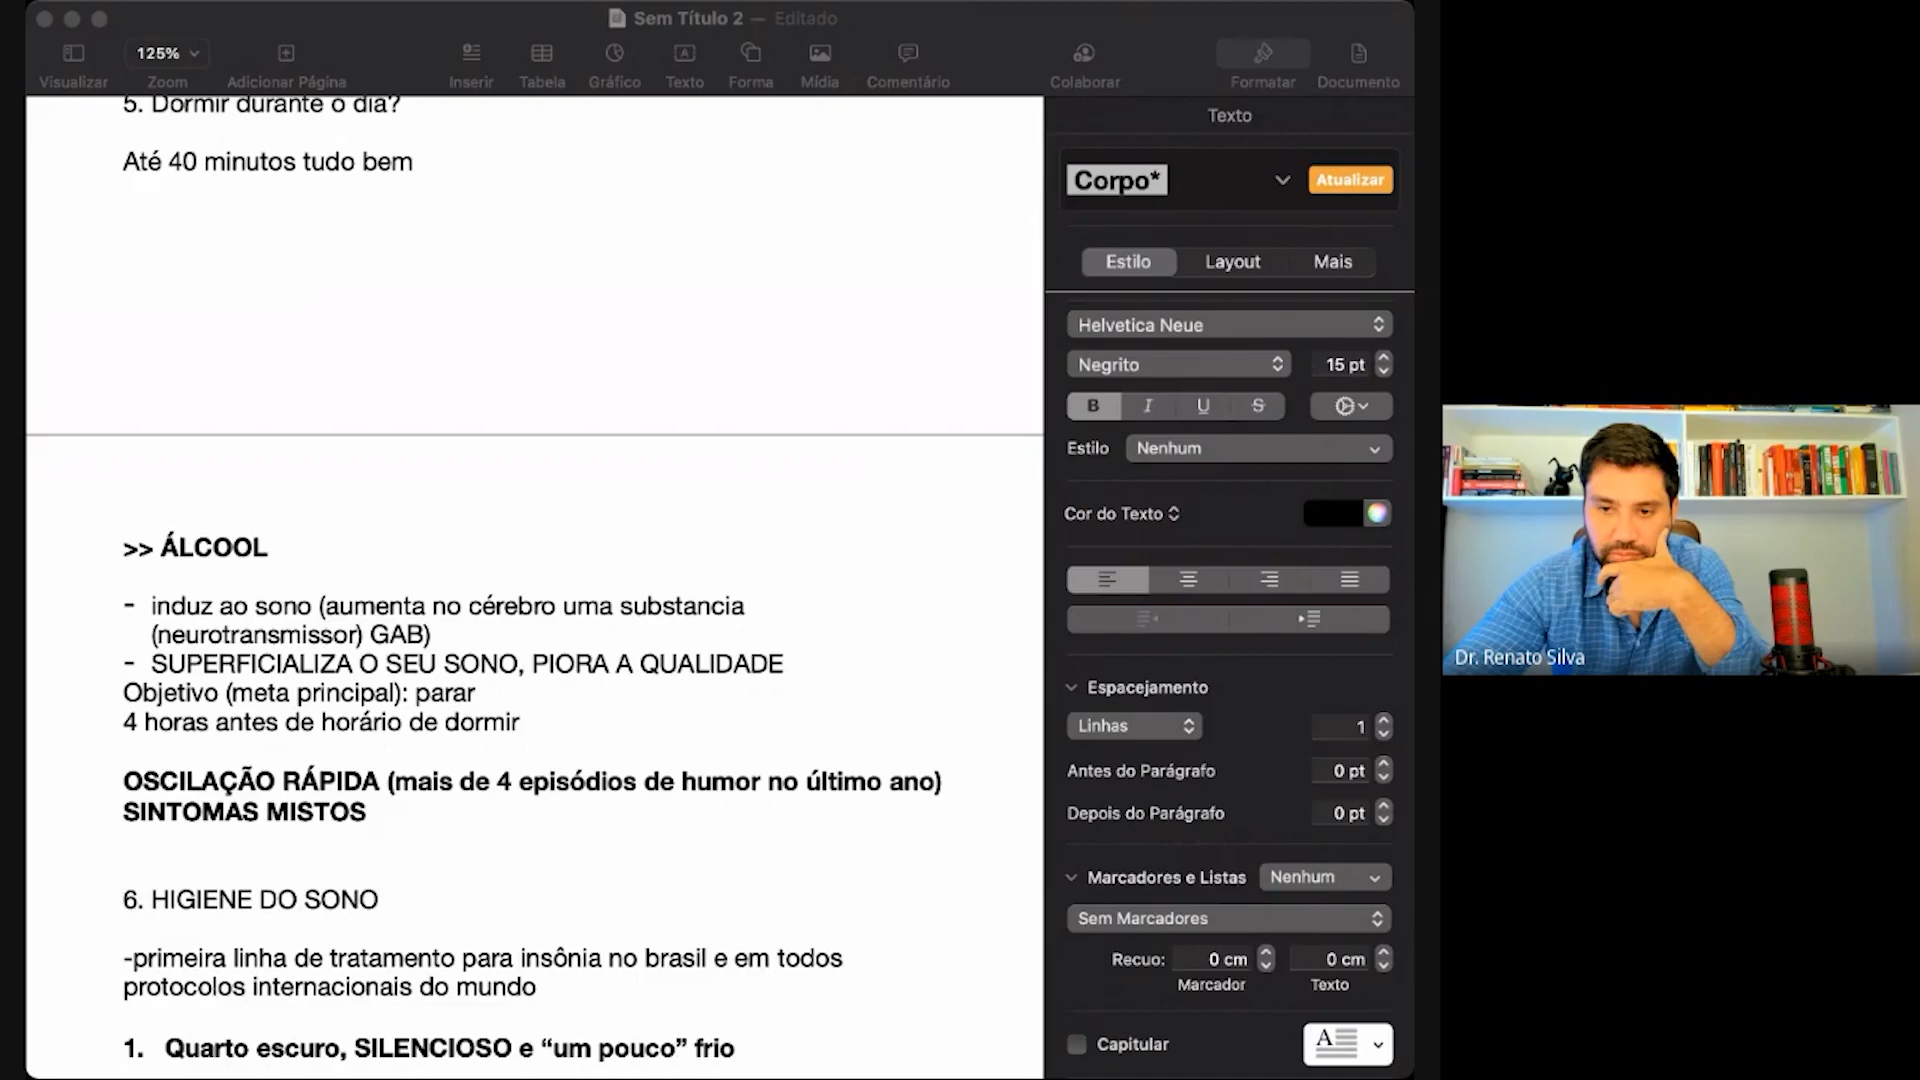 Sem Título 2 — Editado
125%
Visualizar
Zoom
Adicionar Página
Inserir
Tabela
Gráfico
Texto
Forma
Mídia
Comentário
Colaborar
Formatar
Documento
5. Dormir durante o dia?
Até 40 minutos tudo bem
>> ÁLCOOL
- induz ao sono (aumenta no cérebro uma substancia
(neurotransmissor) GAB)
- SUPERFICIALIZA O SEU SONO, PIORA A QUALIDADE
Objetivo (meta principal): parar
4 horas antes de horário de dormir
OSCILAÇÃO RÁPIDA (mais de 4 episódios de humor no último ano)
SINTOMAS MISTOS
6. HIGIENE DO SONO
-primeira linha de tratamento para insônia no brasil e em todos
protocolos internacionais do mundo
1. Quarto escuro, SILENCIOSO e “um pouco” frio
Texto
Corpo*
Atualizar
Estilo
Layout
Mais
Helvetica Neue
Negrito
15 pt
B I U S
Estilo
Nenhum
Cor do Texto
Espacejamento
Linhas
1
Antes do Parágrafo
0 pt
Depois do Parágrafo
0 pt
Marcadores e Listas
Nenhum
Sem Marcadores
Recuo:
0 cm
0 cm
Marcador
Texto
Capitular
A
Dr. Renato Silva